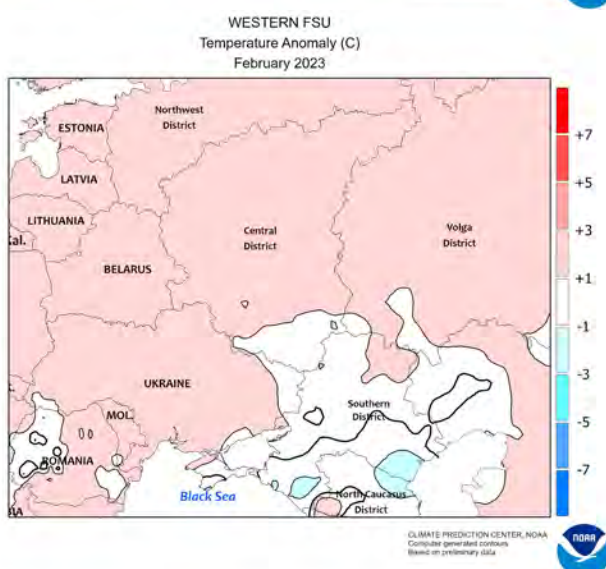 WESTERN FSU
Temperature Anomaly (C)
February 2023
Northwest
District
ESTONIA
LATVIA
LITHUANIA
Kal.
BELARUS
Central
District
Volga
District
UKRAINE
MOL.
ROMANIA
Southern
District
Black Sea
North Caucasus
District
+7
+5
+3
+1
-1
-3
-5
-7
CLIMATE PREDICTION CENTER, NOAA
Computer generated contours
Based on preliminary data
NOAA